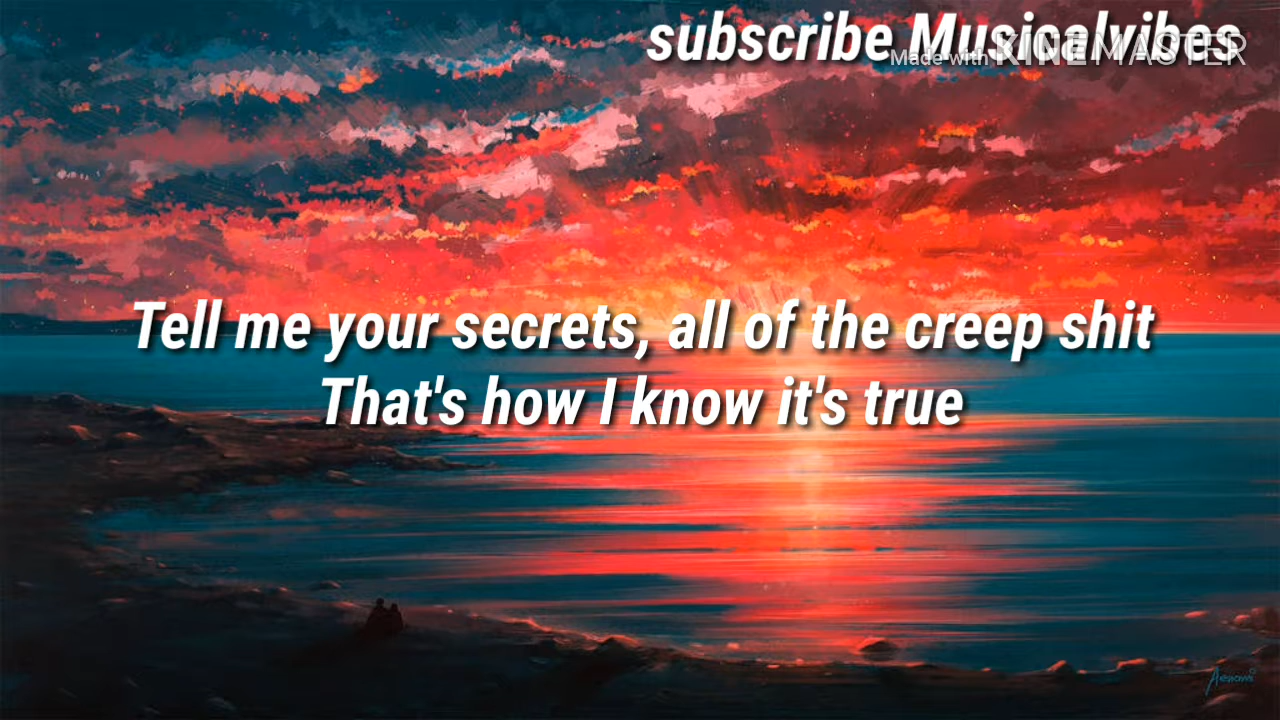 subscribe Musicalvibes
Made with KINEMASTER
Tell me your secrets, all of the creep shit
That's how I know it's true
Aenami